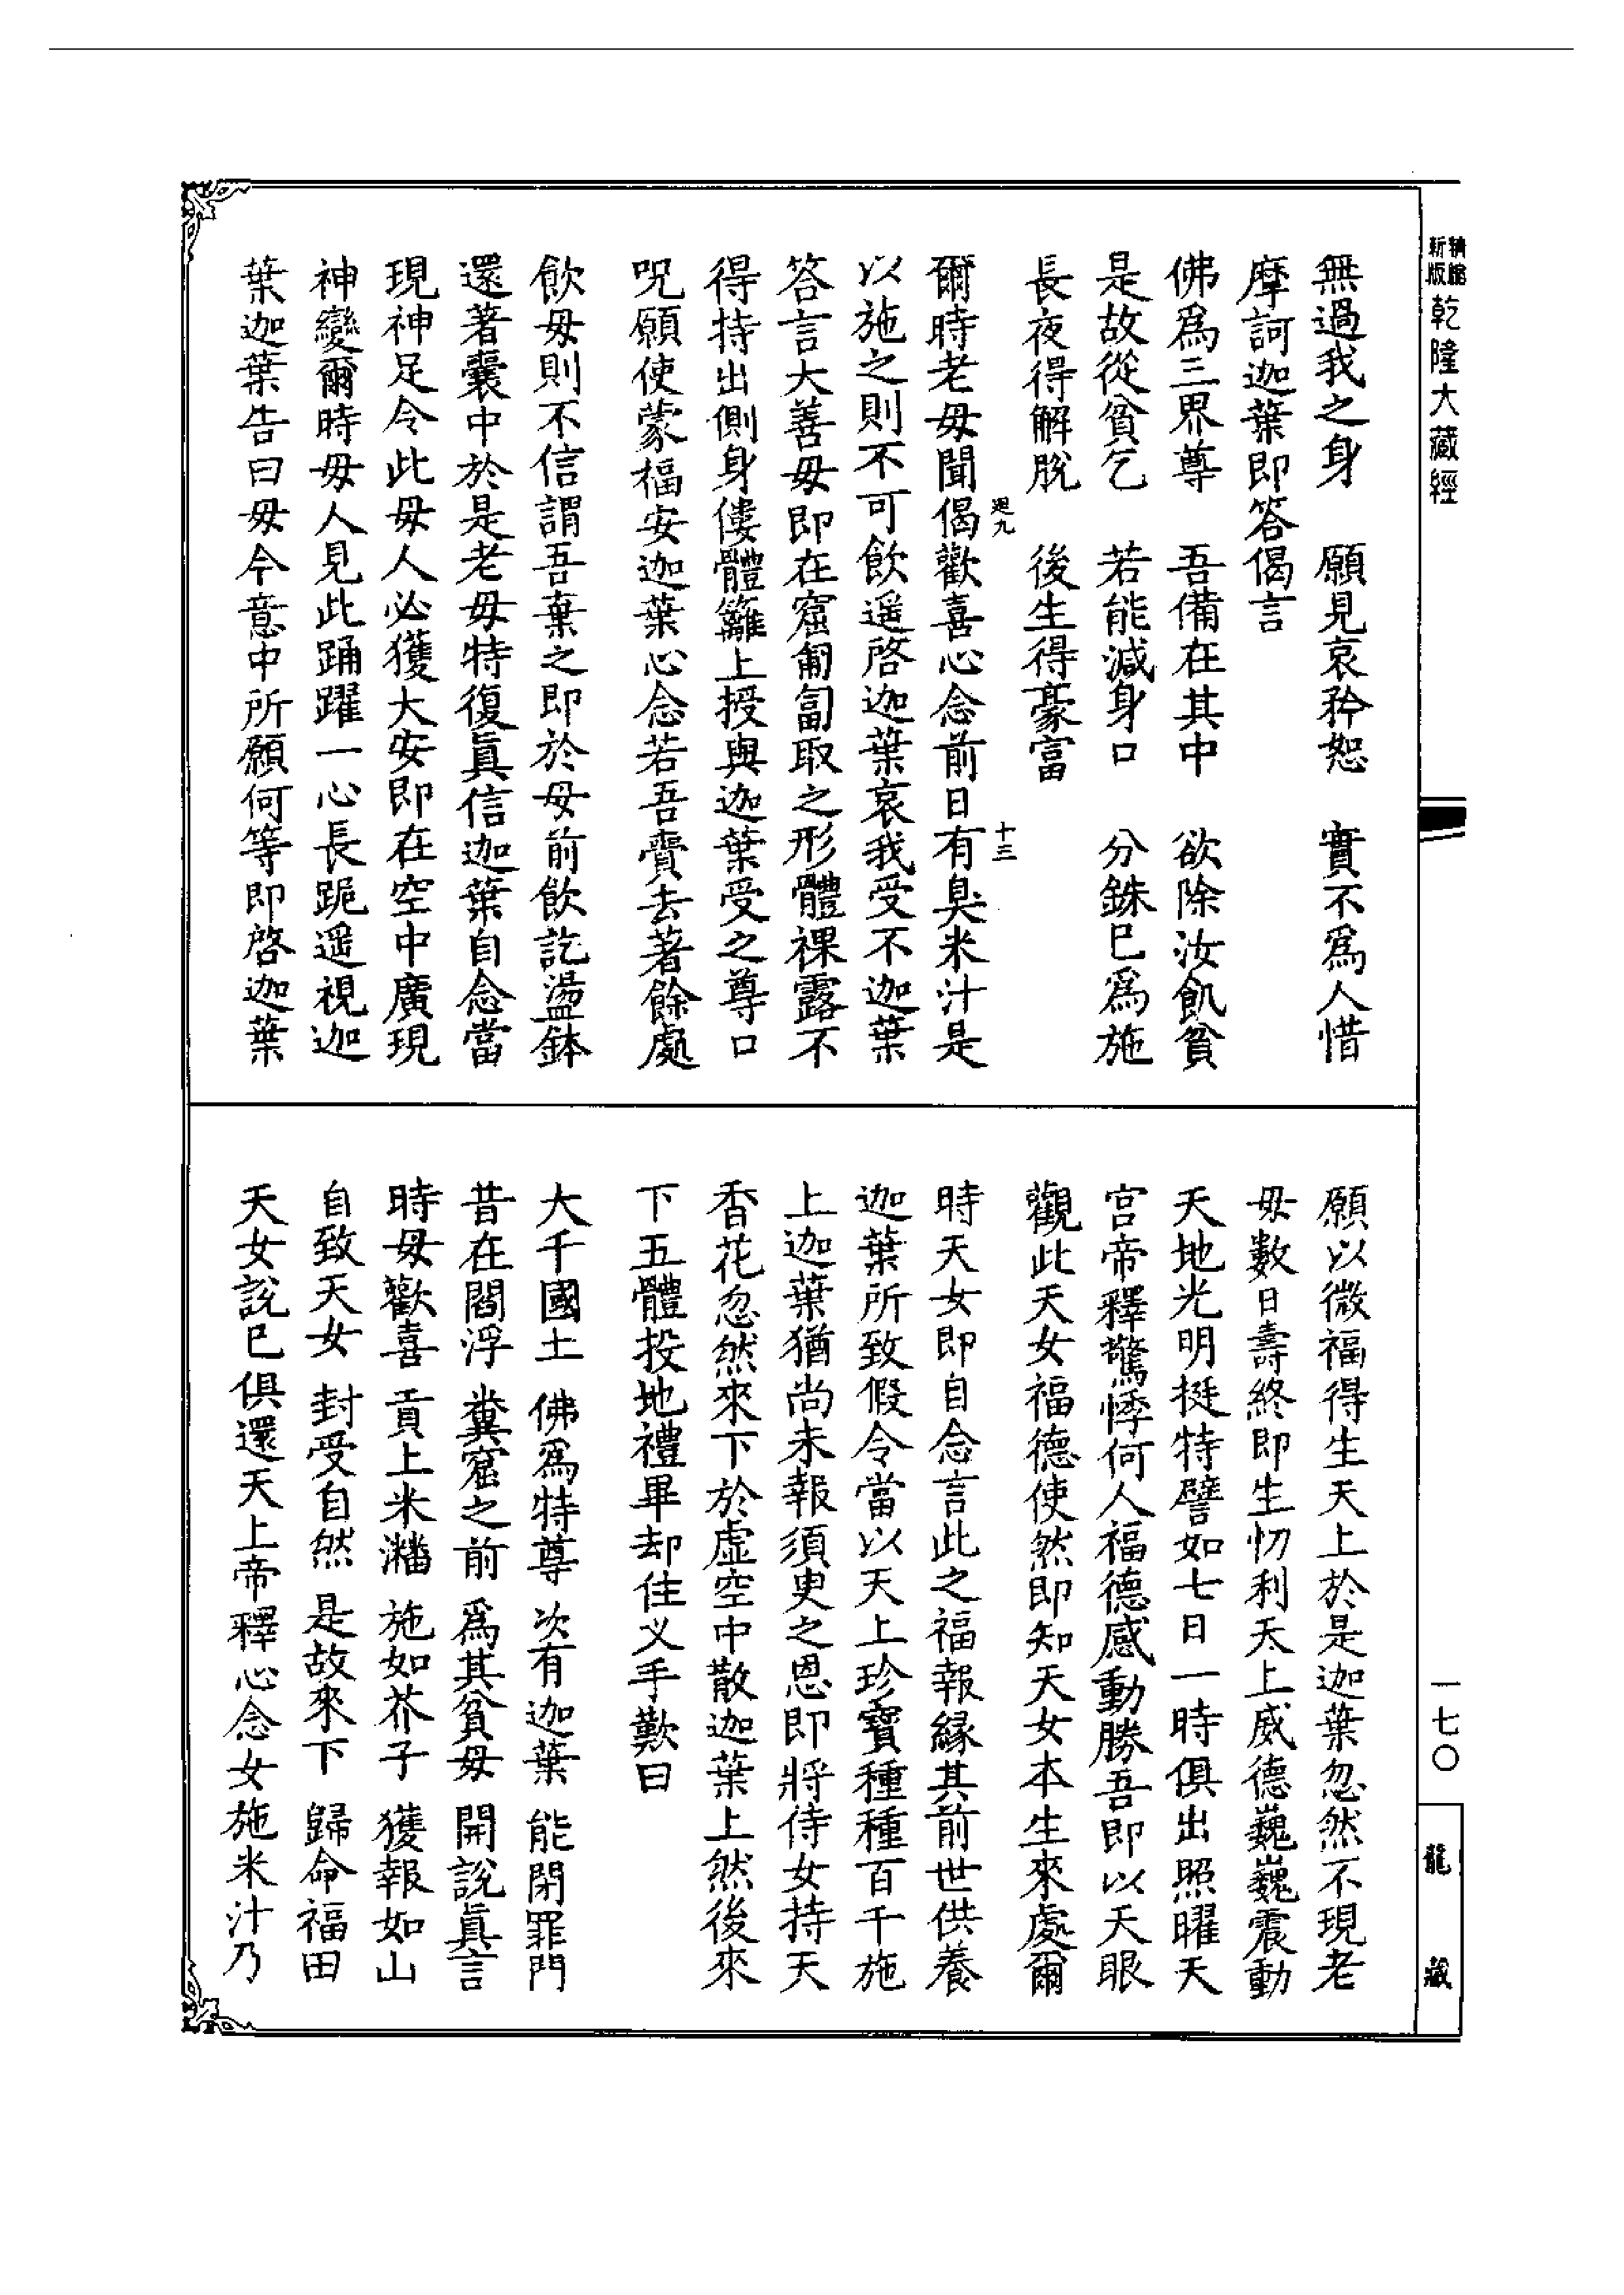 精縮
新版
乾隆大藏經
無過我之身　願見哀矜恕　實不爲人惜
摩訶迦葉即答偈言
佛爲三界尊　吾備在其中　欲除汝飢貧
是故從貧乞　若能減身口　分銖已爲施
長夜得解脫　後生得豪富
廻九
十三
爾時老母聞偈歡喜心念前日有臭米汁是
以施之則不可飲遥啓迦葉哀我受不迦葉
答言大善母即在窟匍匐取之形體裸露不
得持出側身僂體籬上授與迦葉受之尊口
呪願使蒙福安迦葉心念若吾賷去著餘處
飲母則不信謂吾棄之即於母前飲訖盪鉢
還著囊中於是老母特復眞信迦葉自念當
現神足令此母人必獲大安即在空中廣現
神變爾時母人見此踊躍一心長跪遥視迦
葉迦葉告曰母今意中所願何等即啓迦葉
願以微福得生天上於是迦葉忽然不現老
母數日壽終即生忉利天上威德巍巍震動
天地光明挺特譬如七日一時俱出照曜天
宫帝釋驚悸何人福德感動勝吾即以天眼
觀此天女福德使然即知天女本生來處爾
時天女即自念言此之福報縁其前世供養
迦葉所致假令當以天上珍寶種種百千施
上迦葉猶尚未報須臾之恩即將侍女持天
香花忽然來下於虚空中散迦葉上然後來
下五體投地禮畢却住义手歎曰
大千國土　佛爲特尊　次有迦葉　能閉罪門
昔在閻浮　糞窟之前　爲其貧母　開說眞言
時母歡喜　貢上米潘　施如芥子　獲報如山
自致天女　封受自然　是故來下　歸命福田
天女說已俱還天上帝釋心念女施米汁乃
一七〇
龍藏